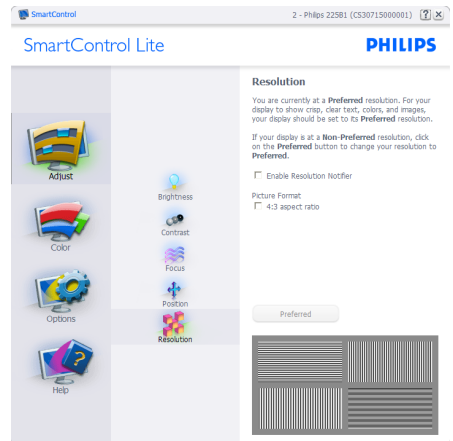 SmartControl
2 - Philips 225B1 (CS30715000001)
?
SmartControl Lite
PHILIPS
Adjust
Color
Options
Help
Brightness
Contrast
Focus
Position
Resolution
Resolution
You are currently at a Preferred resolution. For your
display to show crisp, clear text, colors, and images,
your display should be set to its Preferred resolution.
If your display is at a Non-Preferred resolution, click
on the Preferred button to change your resolution to
Preferred.
Enable Resolution Notifier
Picture Format
4:3 aspect ratio
Preferred